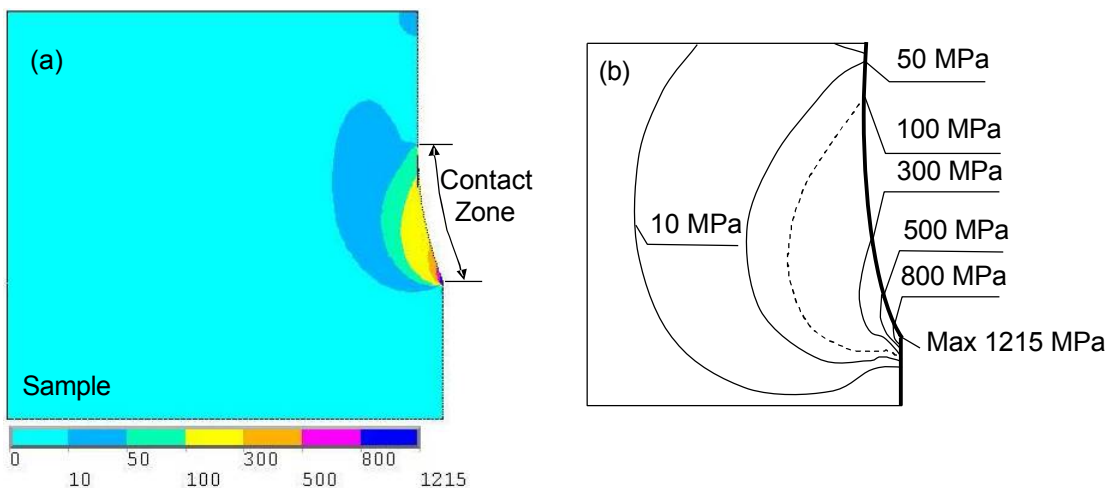 (a)
Contact
Zone
Sample
0 50 300 800
10 100 500 1215
(b)
50 MPa
100 MPa
300 MPa
10 MPa
500 MPa
800 MPa
Max 1215 MPa